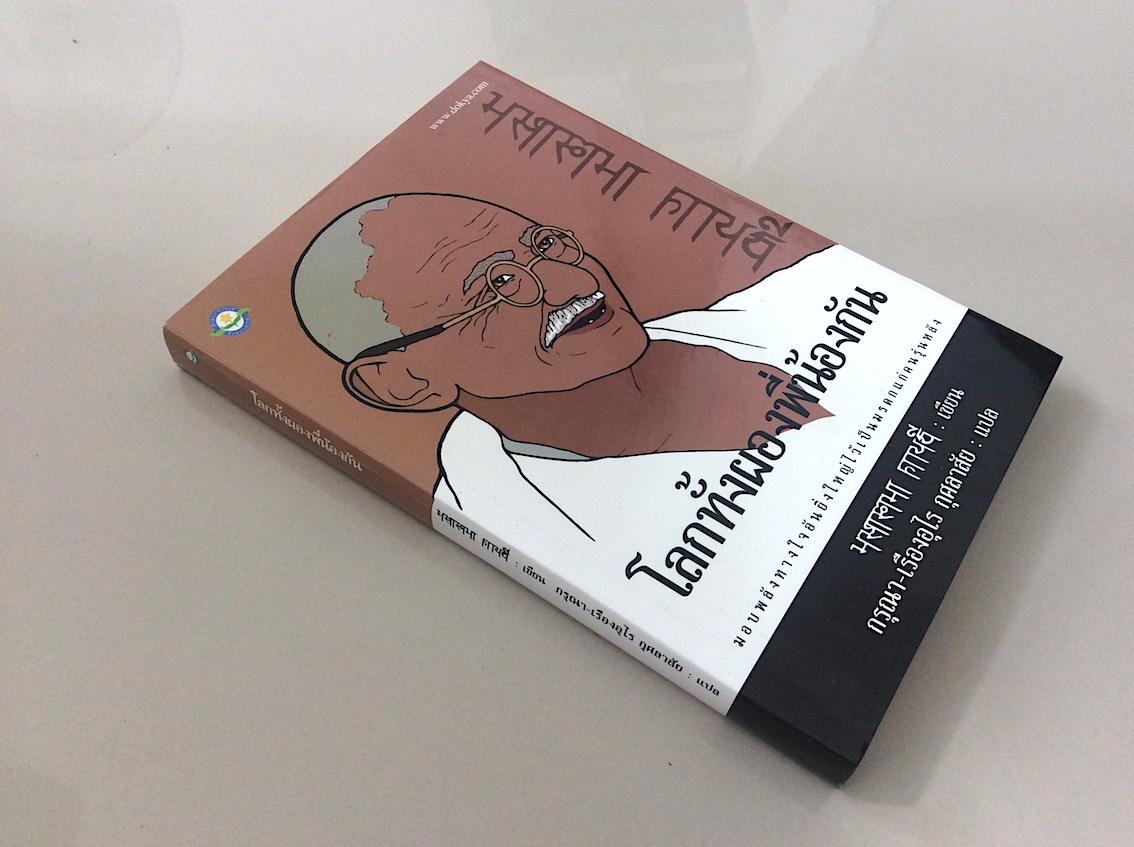 www.dokya.com
มหาตมา คานธี
โลกทั้งผองพี่น้องกัน
มอบพลังทางใจอันยิ่งใหญ่ไว้เป็นมรดกแก่คนรุ่นหลัง
มหาตมา คานธี : เขียน
กรุณา-เรืองอุไร กุศลาสัย : แปล
โลกทั้งผองพี่น้องกัน
มหาตมา คานธี : เขียน กรุณา-เรืองอุไร กุศลาสัย : แปล